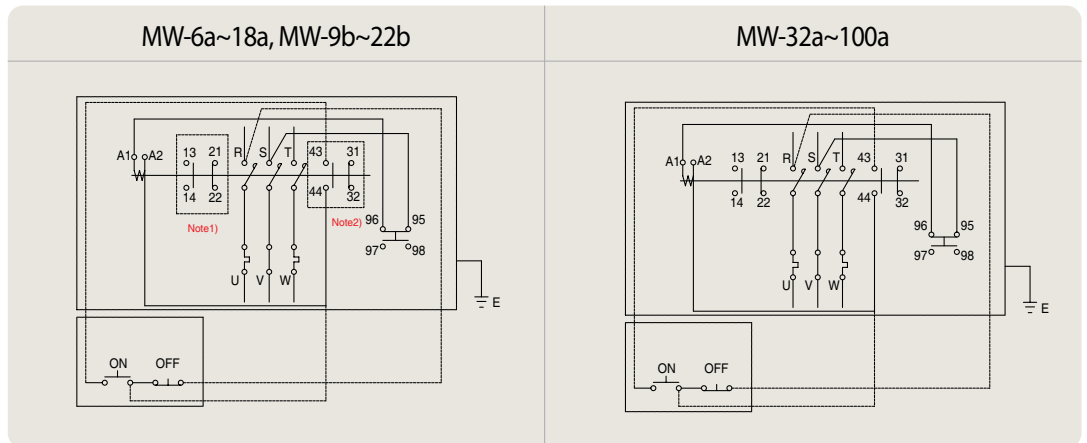 MW-6a~18a, MW-9b~22b
A1 A2 13 21 R S T 43 31
14 22 44 32
Note1) Note2)
96 95
97 98
U V W
E
ON OFF
MW-32a~100a
A1 A2 13 21 R S T 43 31
14 22 44 32
96 95
97 98
U V W
E
ON OFF